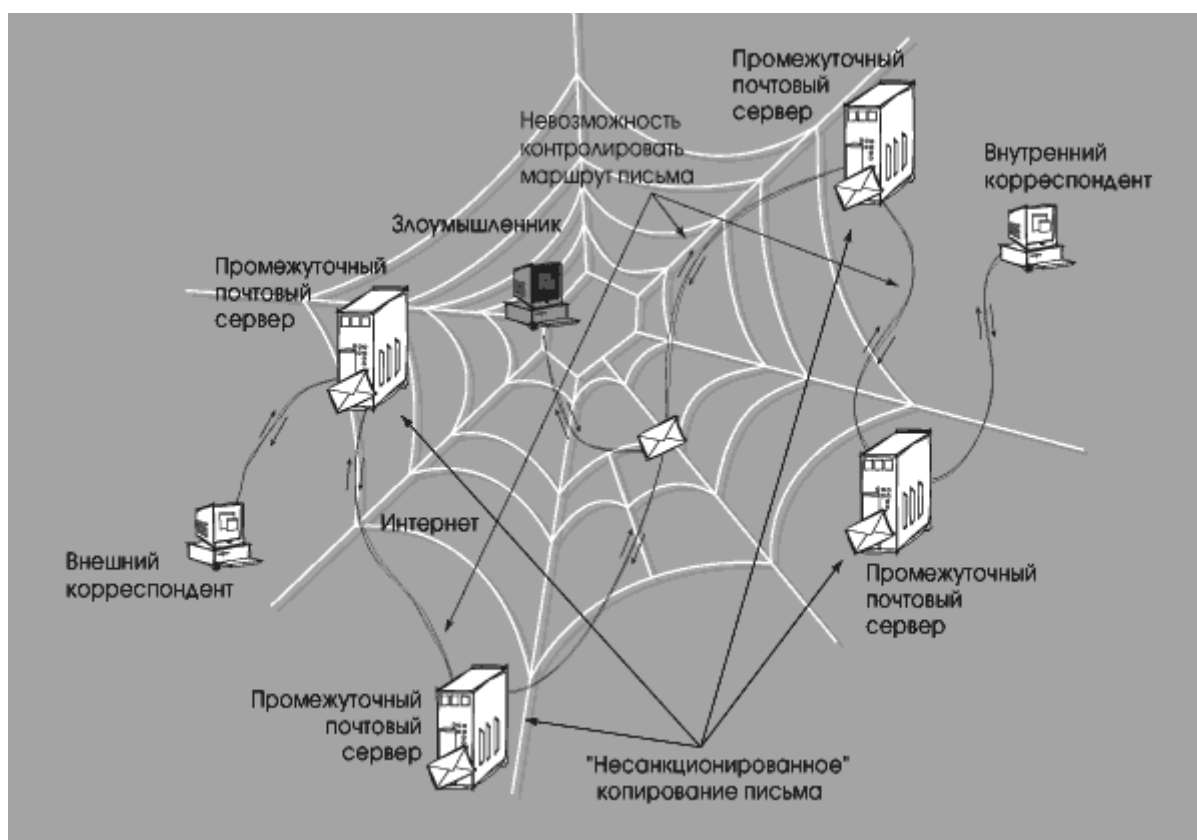 Промежуточный
почтовый
сервер
Невозможность
контролировать
маршрут письма
Внутренний
корреспондент
Злоумышленник
Промежуточный
почтовый
сервер
Интернет
Внешний
корреспондент
Промежуточный
почтовый
сервер
Промежуточный
почтовый
сервер
"Несанкционированное"
копирование письма